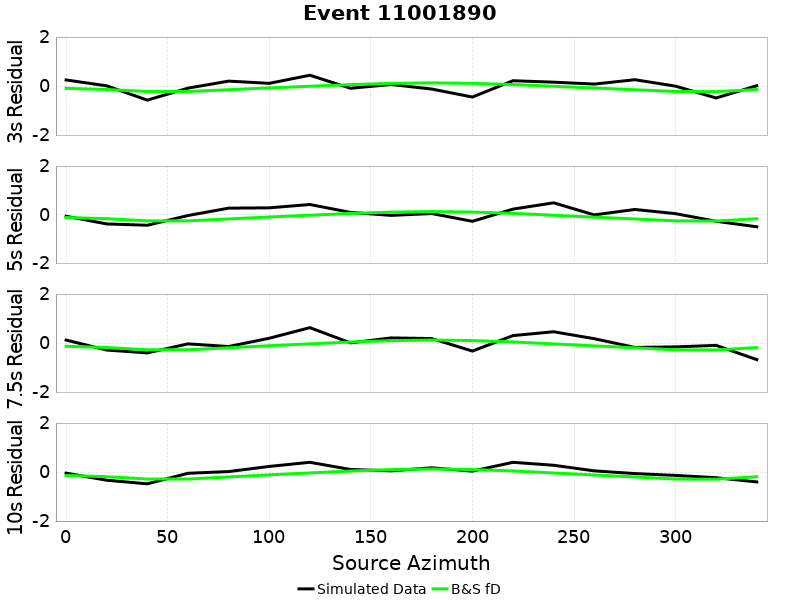 Event 11001890
3s Residual
2
0
-2
5s Residual
2
0
-2
7.5s Residual
2
0
-2
10s Residual
2
0
-2
0 50 100 150 200 250 300
Source Azimuth
Simulated Data B&S fD